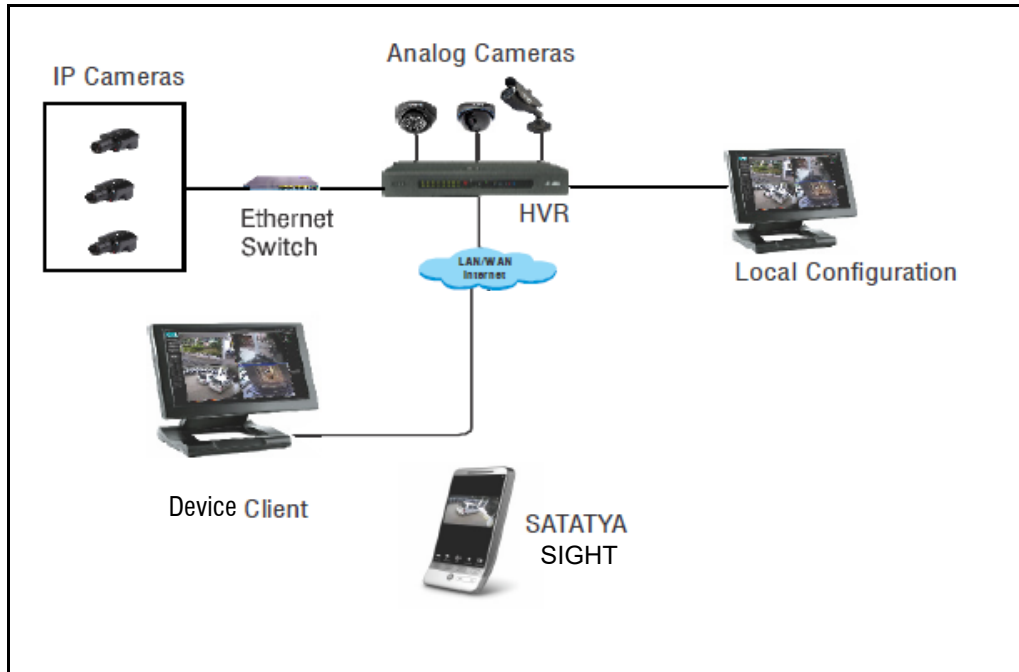 Analog Cameras
IP Cameras
Ethernet
Switch
HVR
LAN/WAN
Internet
Local Configuration
Device Client
SATATYA
SIGHT